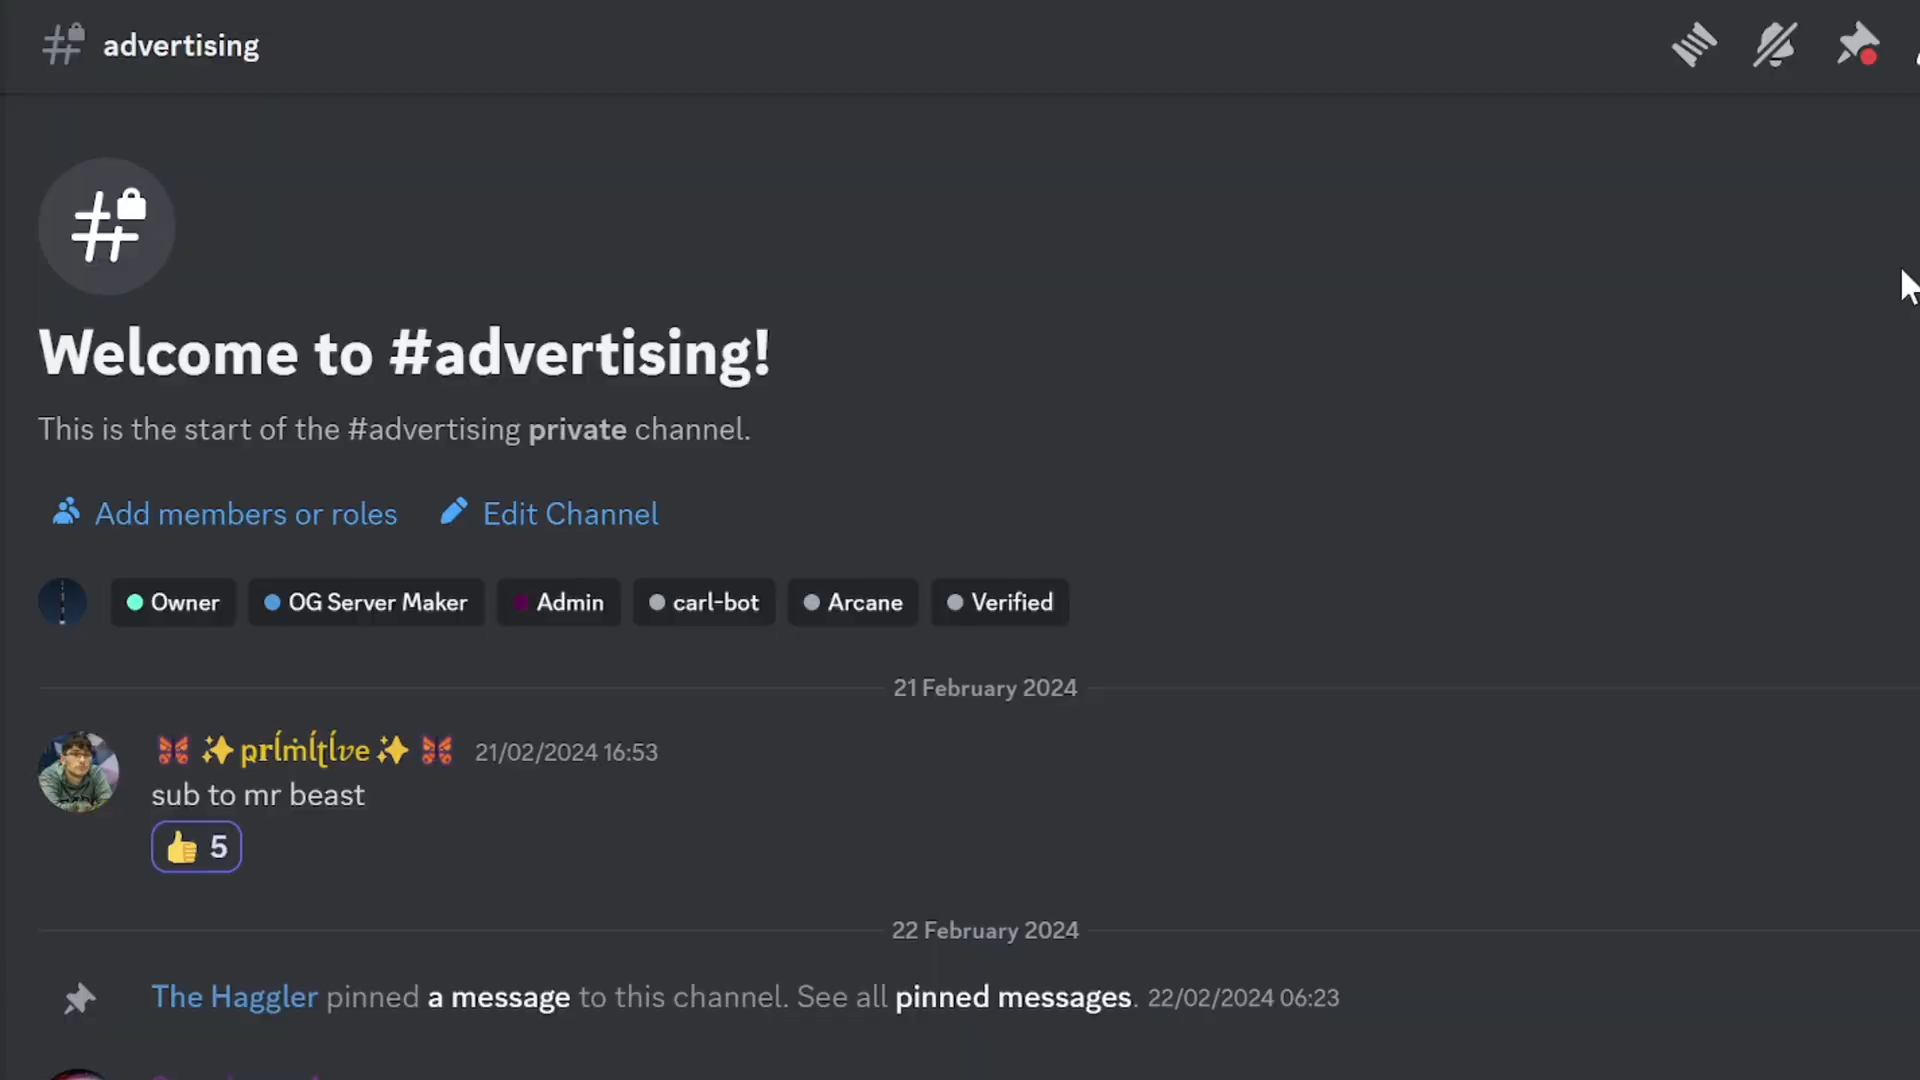 advertising
Welcome to #advertising!
This is the start of the #advertising private channel.
Add members or roles Edit Channel
Owner OG Server Maker Admin carl-bot Arcane Verified
21 February 2024
21/02/2024 16:53
sub to mr beast
👍 5
22 February 2024
The Haggler pinned a message to this channel. See all pinned messages. 22/02/2024 06:23